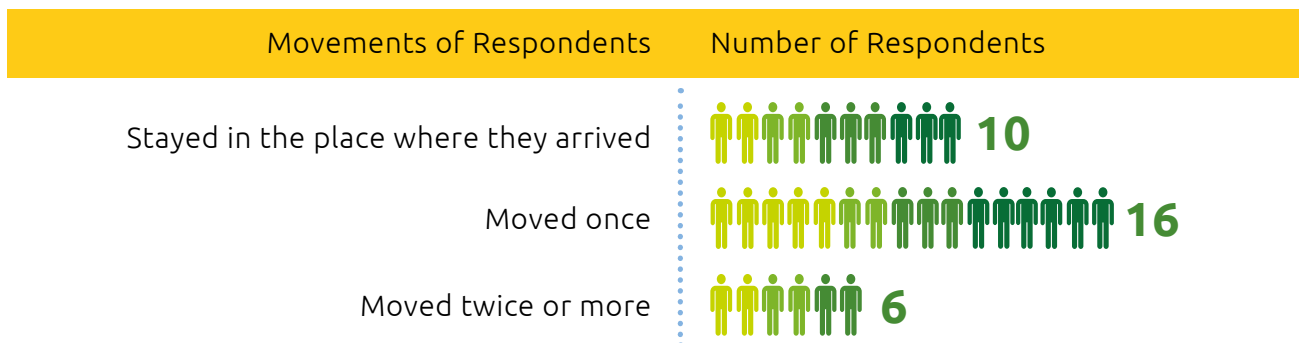 Movements of Respondents Number of Respondents
Stayed in the place where they arrived 10
Moved once 16
Moved twice or more 6